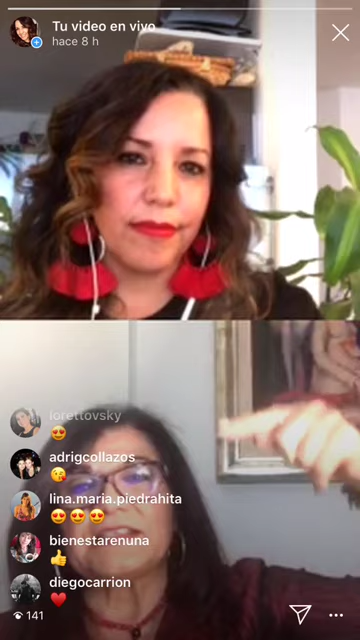 Tu video en vivo
hace 8 h
lorettovsky
😍
adrigcollazos
😘
lina.maria.piedrahita
😍😍😍
bienestarenuna
👍
diegocarrion
❤️
141